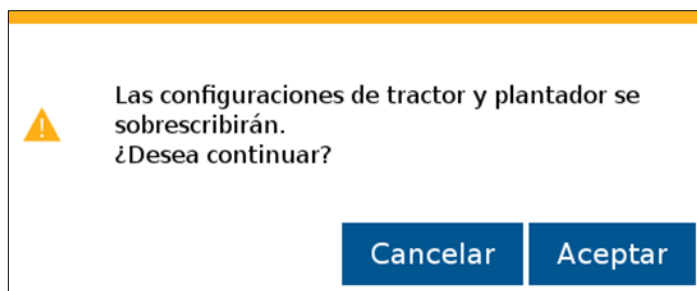 Las configuraciones de tractor y plantador se
sobrescribirán.
¿Desea continuar?
Cancelar
Aceptar